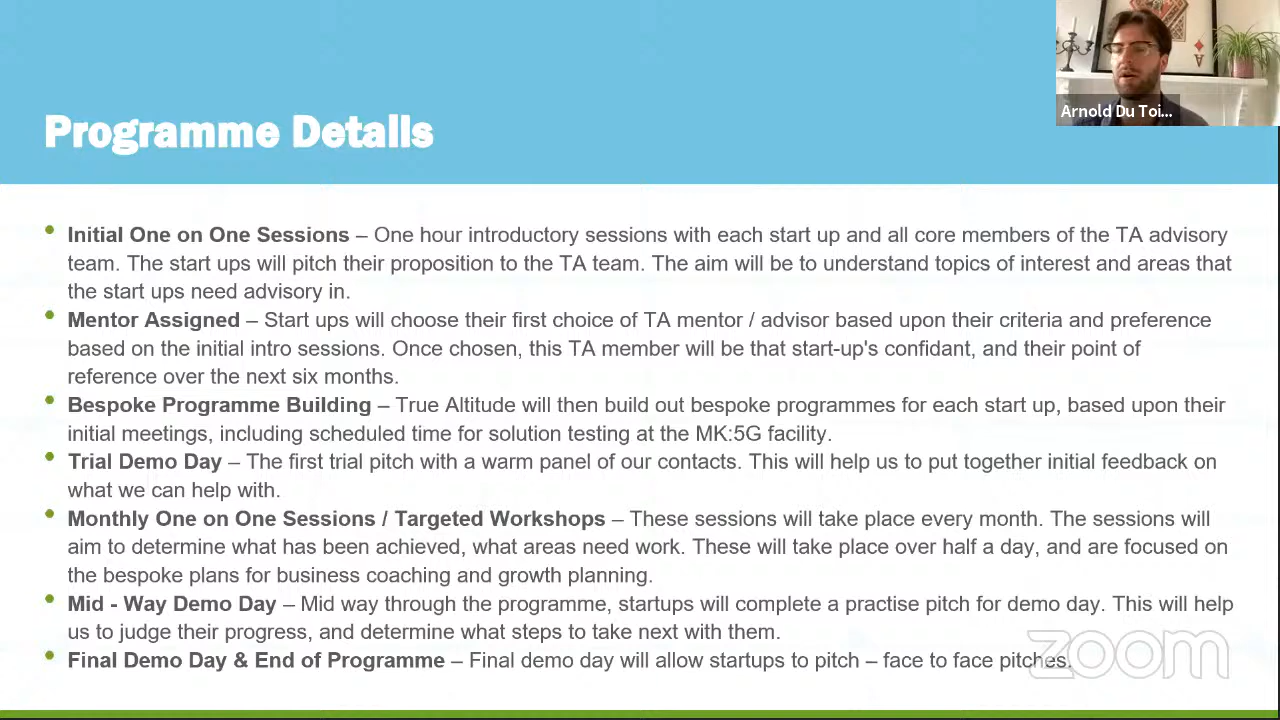 Arnold Du Toi...
Programme Details
Initial One on One Sessions – One hour introductory sessions with each start up and all core members of the TA advisory
team. The start ups will pitch their proposition to the TA team. The aim will be to understand topics of interest and areas that
the start ups need advisory in.
Mentor Assigned – Start ups will choose their first choice of TA mentor / advisor based upon their criteria and preference
based on the initial intro sessions. Once chosen, this TA member will be that start-up's confidant, and their point of
reference over the next six months.
Bespoke Programme Building – True Altitude will then build out bespoke programmes for each start up, based upon their
initial meetings, including scheduled time for solution testing at the MK:5G facility.
Trial Demo Day – The first trial pitch with a warm panel of our contacts. This will help us to put together initial feedback on
what we can help with.
Monthly One on One Sessions / Targeted Workshops – These sessions will take place every month. The sessions will
aim to determine what has been achieved, what areas need work. These will take place over half a day, and are focused on
the bespoke plans for business coaching and growth planning.
Mid - Way Demo Day – Mid way through the programme, startups will complete a practise pitch for demo day. This will help
us to judge their progress, and determine what steps to take next with them.
Final Demo Day & End of Programme – Final demo day will allow startups to pitch – face to face pitches.
zoom